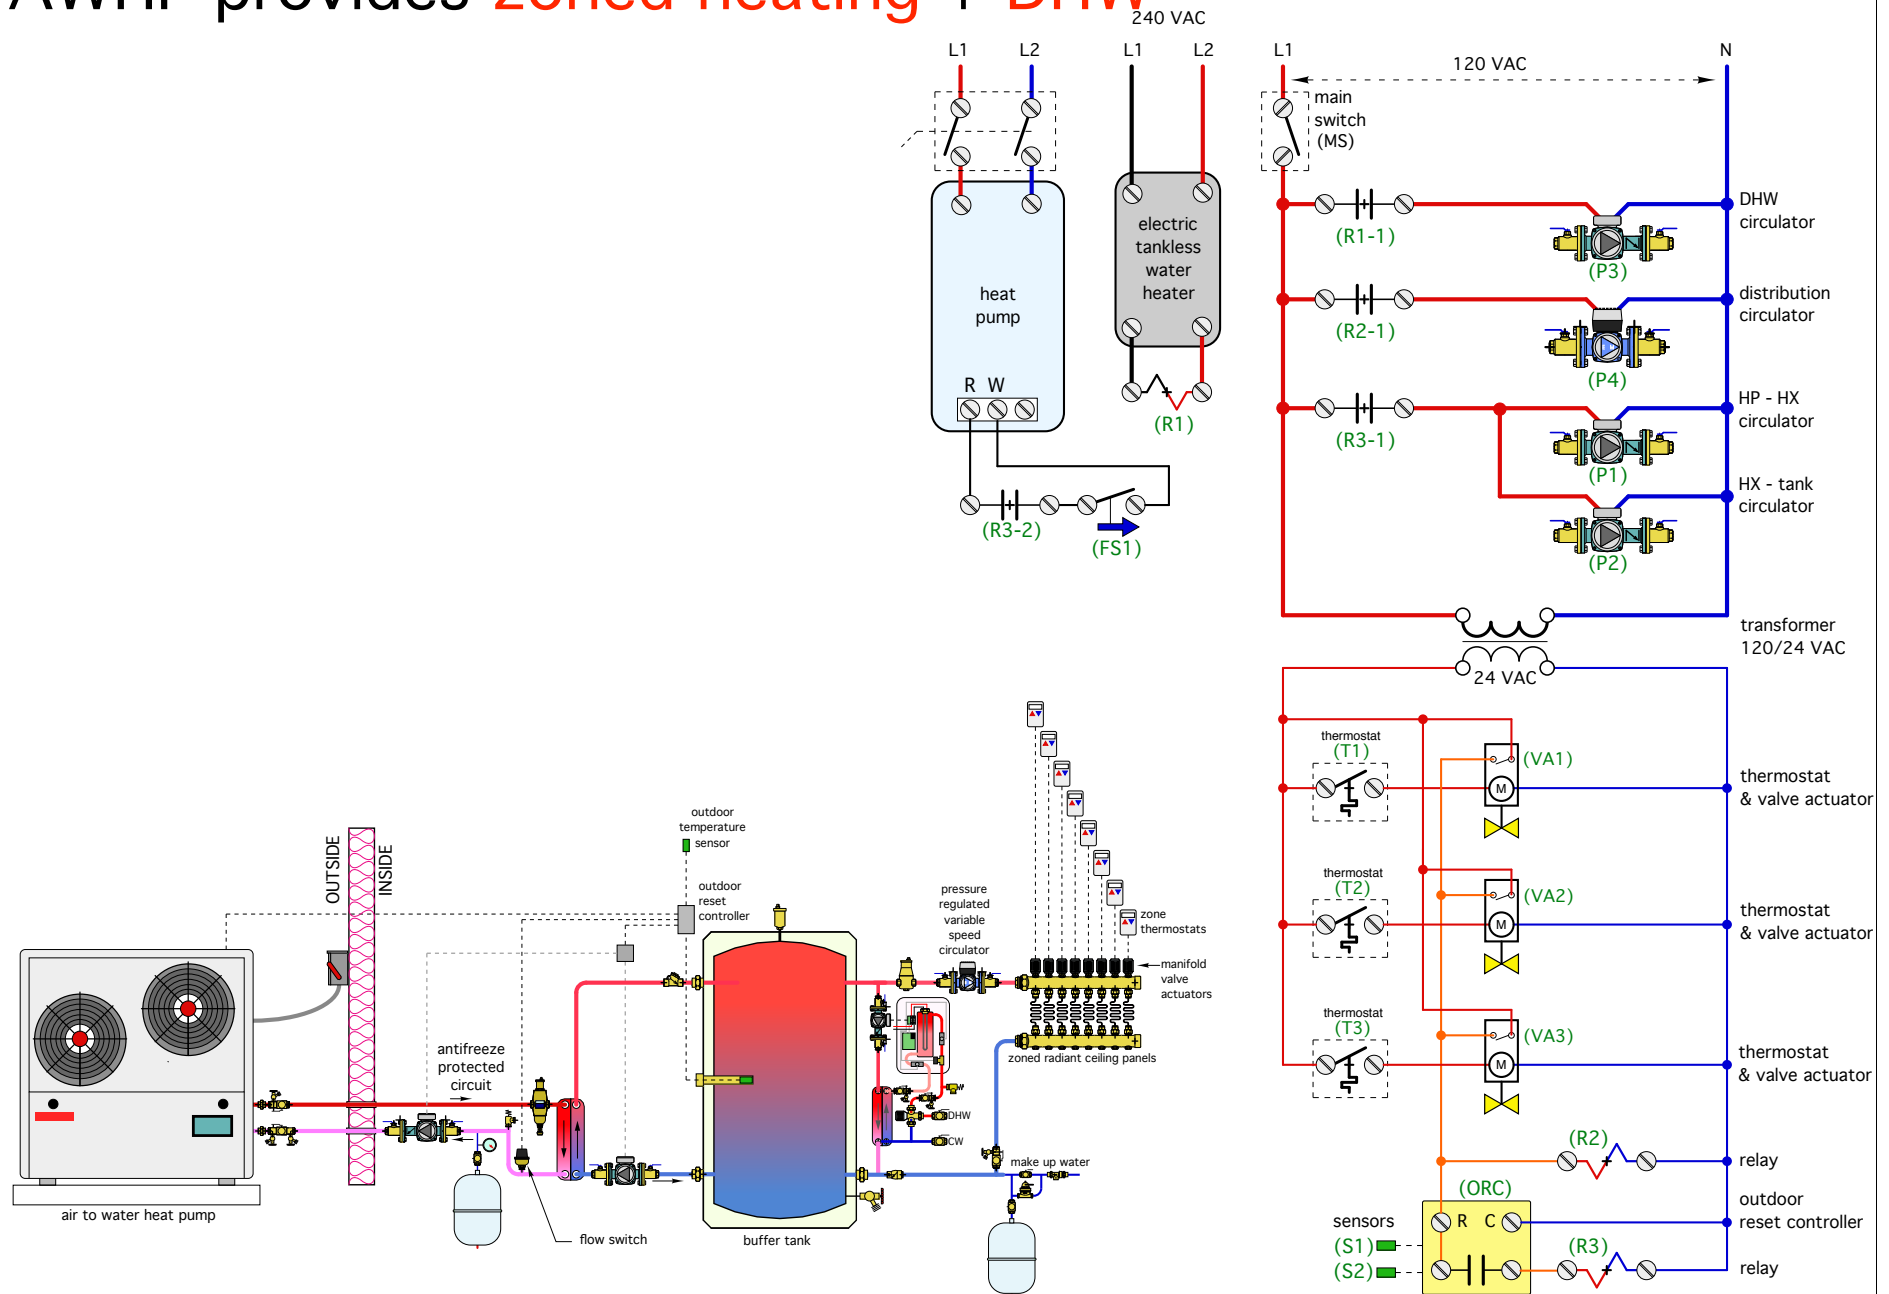 AWHP provides zoned heating + DHW
240 VAC
L1 L2 L1 L2 L1 N
120 VAC
main
switch
(MS)
DHW
circulator
(R1-1)
(P3)
electric
tankless
water
heater
heat
pump
distribution
circulator
(R2-1)
(P4)
R W
(R1)
HP - HX
circulator
(R3-1)
(P1)
HX - tank
circulator
(P2)
(R3-2)
(FS1)
transformer
120/24 VAC
24 VAC
thermostat
(T1)
(VA1)
M
thermostat
& valve actuator
thermostat
(T2)
(VA2)
M
thermostat
& valve actuator
thermostat
(T3)
(VA3)
M
thermostat
& valve actuator
(R2)
relay
(ORC)
R C
outdoor
reset controller
sensors
(S1)
(S2)
(R3)
relay
outdoor
temperature
sensor
outdoor
reset
controller
OUTSIDE
INSIDE
pressure
regulated
variable
speed
circulator
zone
thermostats
manifold
valve
actuators
zoned radiant ceiling panels
antifreeze
protected
circuit
DHW
CW
make up water
air to water heat pump
flow switch
buffer tank